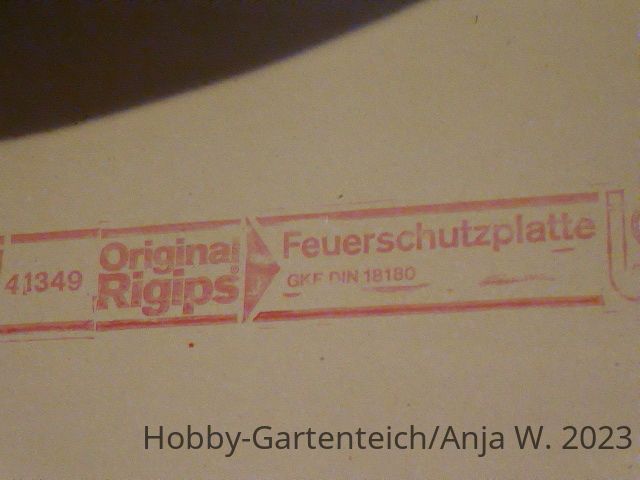 41349
Original
Rigips®
Feuerschutzplatte
GKF DIN 18180
Hobby-Gartenteich/Anja W. 2023